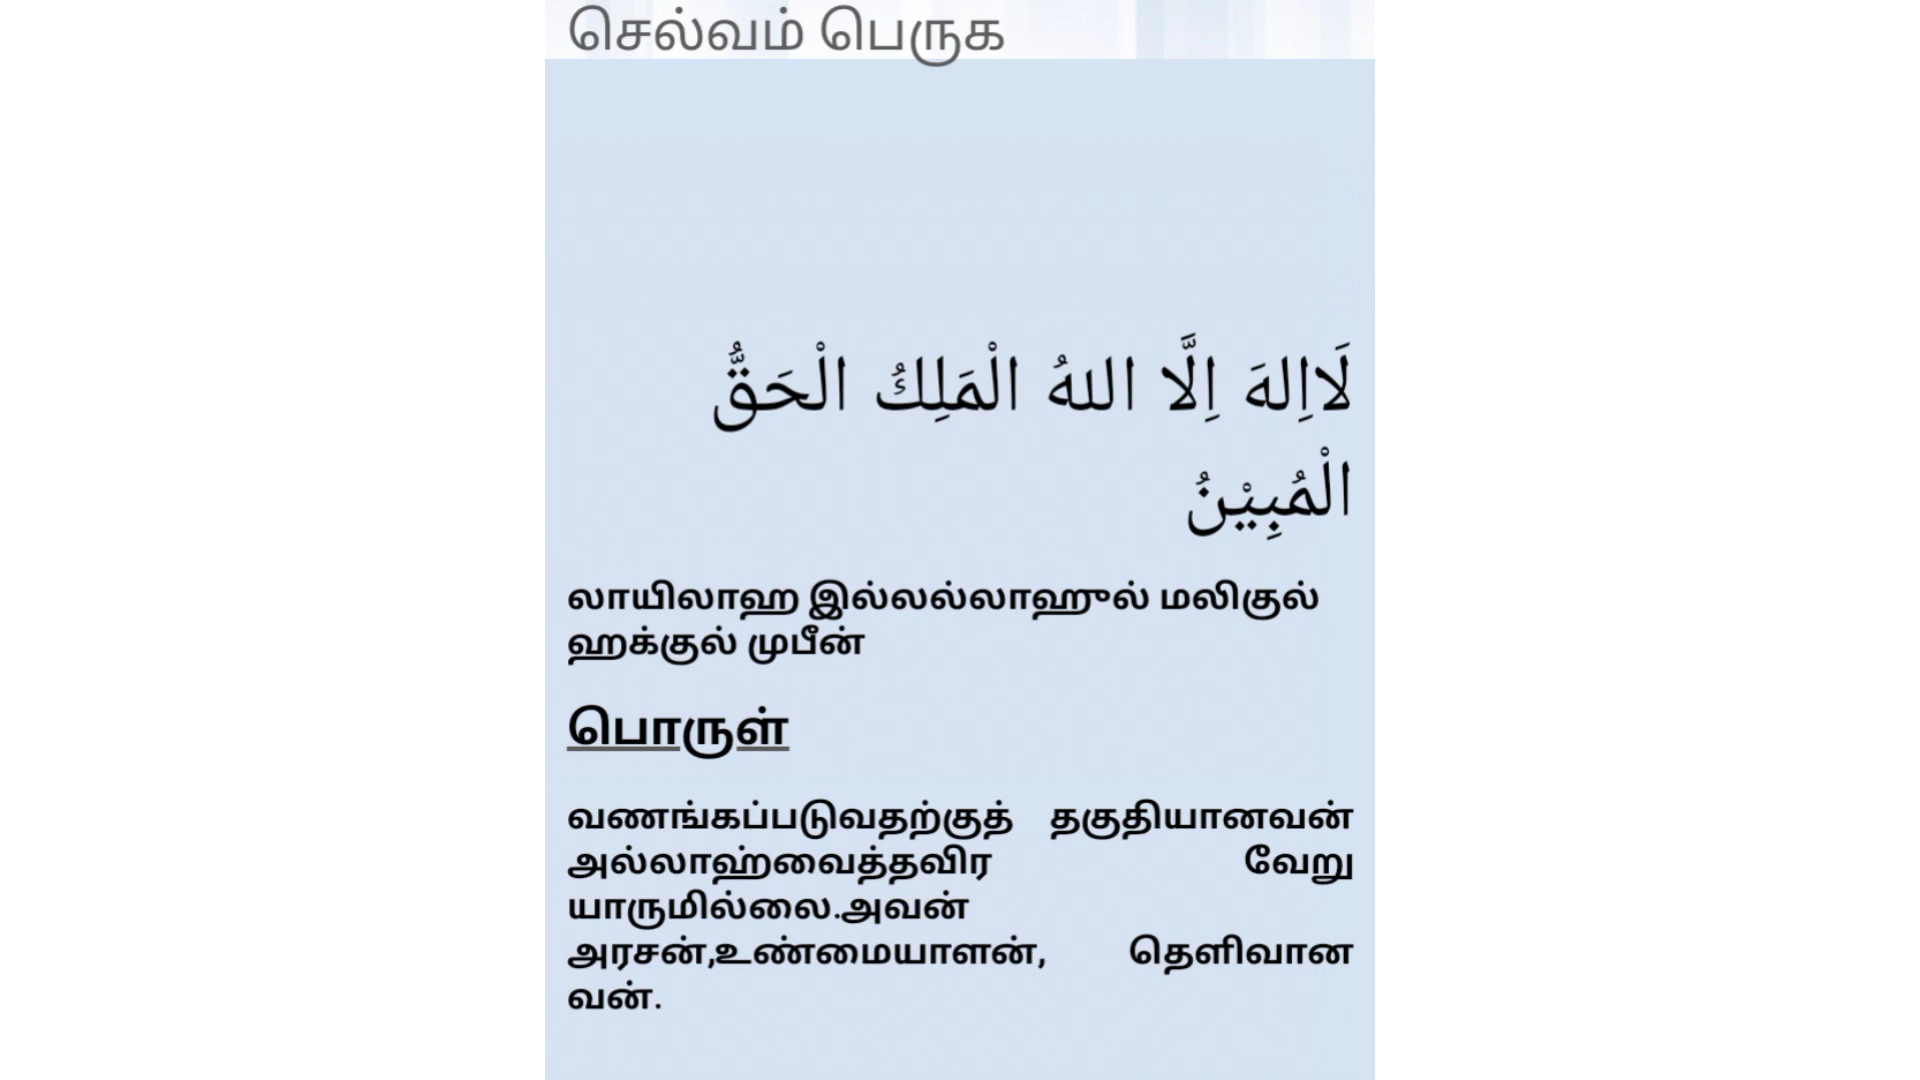 செல்வம் பெருக
لَااِلهَ اِلَّا اللهُ الْمَلِكُ الْحَقُّ
الْمُبِيْنُ
லாயிலாஹ இல்லல்லாஹுல் மலிகுல்
ஹக்குல் முபீன்
பொருள்
வணங்கப்படுவதற்குத் தகுதியானவன்
அல்லாஹ்வைத்தவிர வேறு
யாருமில்லை.அவன்
அரசன்,உண்மையாளன், தெளிவான
வன்.